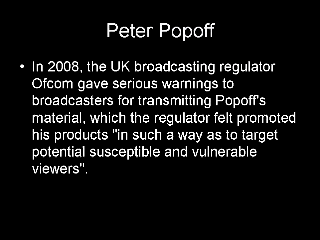 Peter Popoff
• In 2008, the UK broadcasting regulator
Ofcom gave serious warnings to
broadcasters for transmitting Popoff's
material, which the regulator felt promoted
his products "in such a way as to target
potential susceptible and vulnerable
viewers".